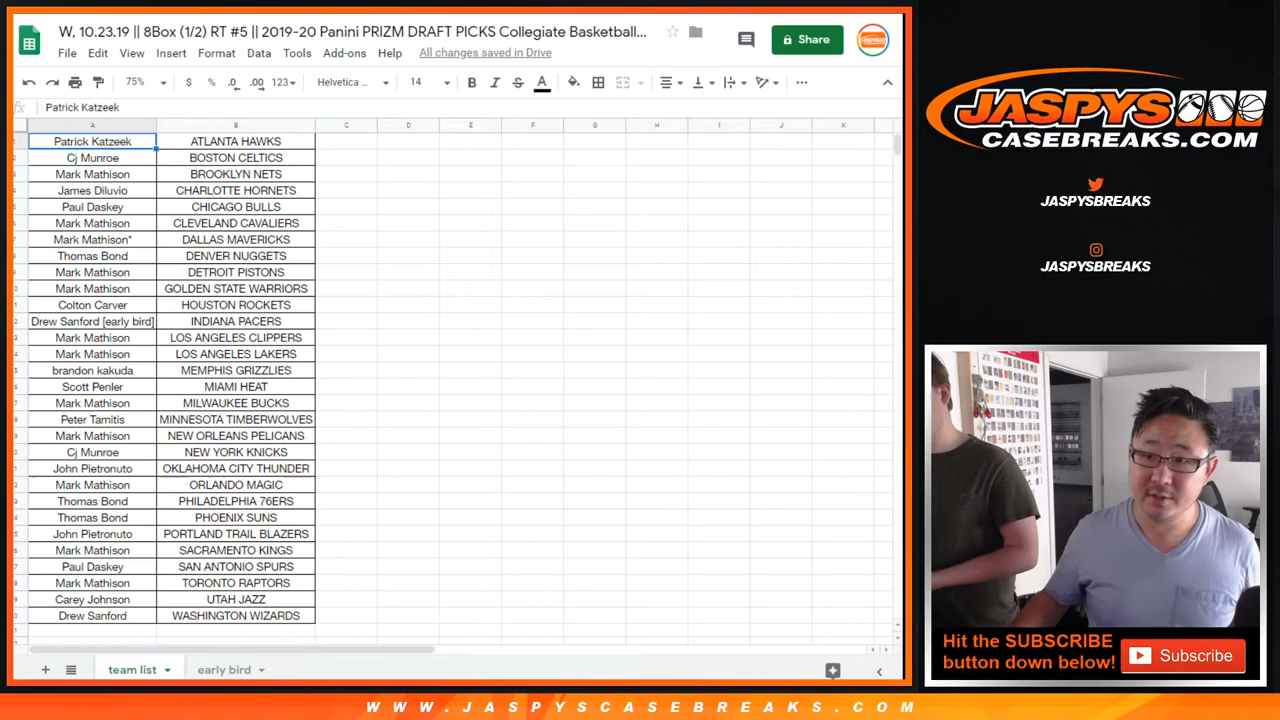 W, 10.23.19 || 8Box (1/2) RT #5 || 2019-20 Panini PRIZM DRAFT PICKS Collegiate Basketball...
File Edit View Insert Format Data Tools Add-ons Help All changes saved in Drive
Share
75% $ % .0 .00 123 Helvetica ... 14 B I S A
fx Patrick Katzeek
A B C D E F G H I J K
Patrick Katzeek ATLANTA HAWKS
Cj Munroe BOSTON CELTICS
Mark Mathison BROOKLYN NETS
James Diluvio CHARLOTTE HORNETS
Paul Daskey CHICAGO BULLS
Mark Mathison CLEVELAND CAVALIERS
Mark Mathison* DALLAS MAVERICKS
Thomas Bond DENVER NUGGETS
Mark Mathison DETROIT PISTONS
Mark Mathison GOLDEN STATE WARRIORS
Colton Carver HOUSTON ROCKETS
Drew Sanford [early bird] INDIANA PACERS
Mark Mathison LOS ANGELES CLIPPERS
Mark Mathison LOS ANGELES LAKERS
brandon kakuda MEMPHIS GRIZZLIES
Scott Penler MIAMI HEAT
Mark Mathison MILWAUKEE BUCKS
Peter Tamitis MINNESOTA TIMBERWOLVES
Mark Mathison NEW ORLEANS PELICANS
Cj Munroe NEW YORK KNICKS
John Pietronuto OKLAHOMA CITY THUNDER
Mark Mathison ORLANDO MAGIC
Thomas Bond PHILADELPHIA 76ERS
Thomas Bond PHOENIX SUNS
John Pietronuto PORTLAND TRAIL BLAZERS
Mark Mathison SACRAMENTO KINGS
Paul Daskey SAN ANTONIO SPURS
Mark Mathison TORONTO RAPTORS
Carey Johnson UTAH JAZZ
Drew Sanford WASHINGTON WIZARDS
team list early bird
JASPYS
CASEBREAKS.COM
JASPYSBREAKS
JASPYSBREAKS
Hit the SUBSCRIBE
button down below!
Subscribe
WWW.JASPYSCASEBREAKS.COM